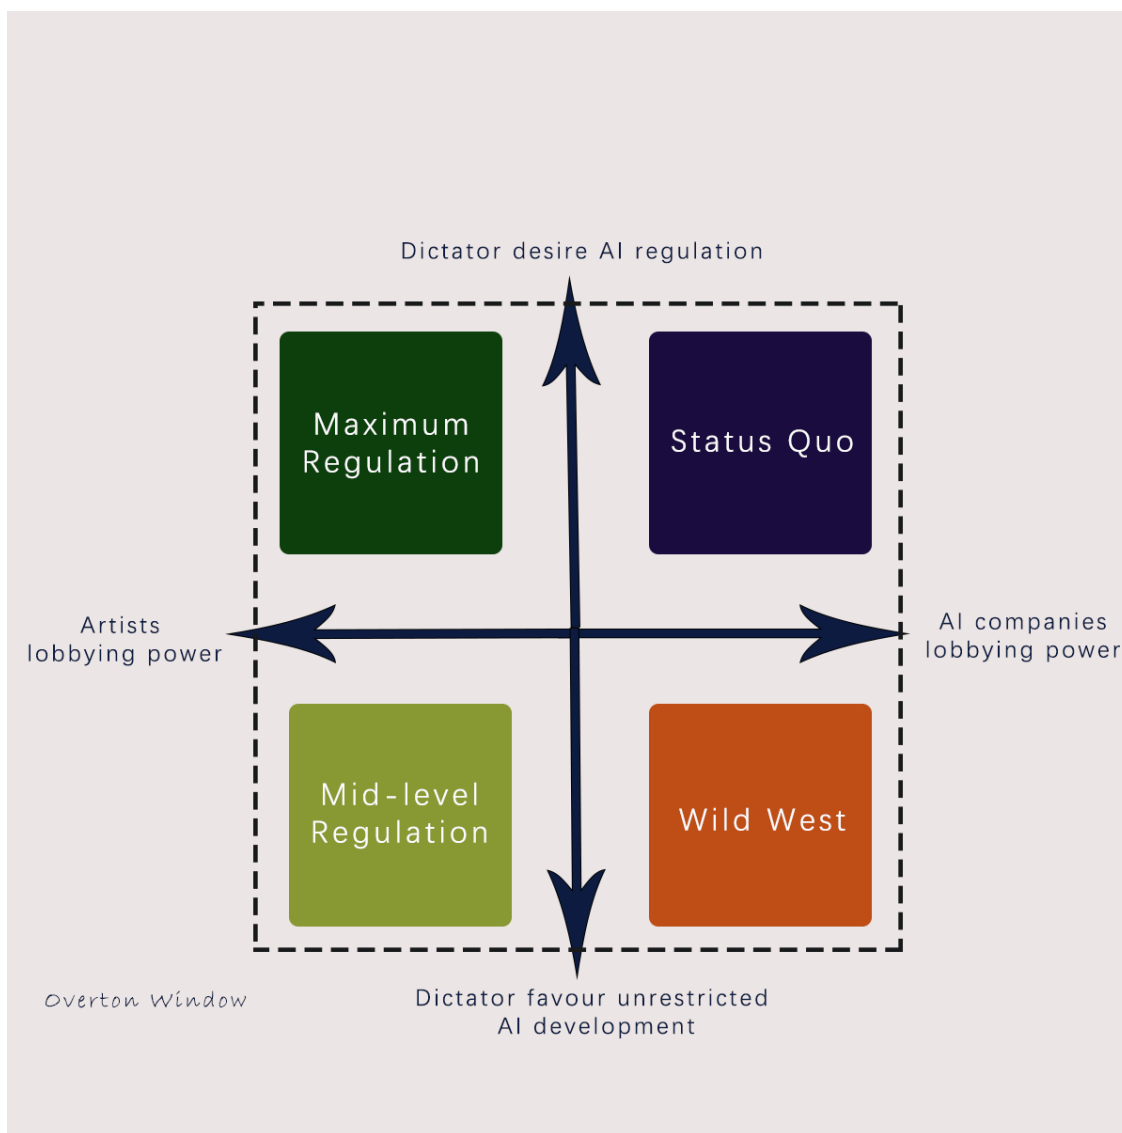 Dictator desire AI regulation
Maximum
Regulation
Status Quo
Artists
lobbying power
AI companies
lobbying power
Mid-level
Regulation
Wild West
Overton Window
Dictator favour unrestricted
AI development